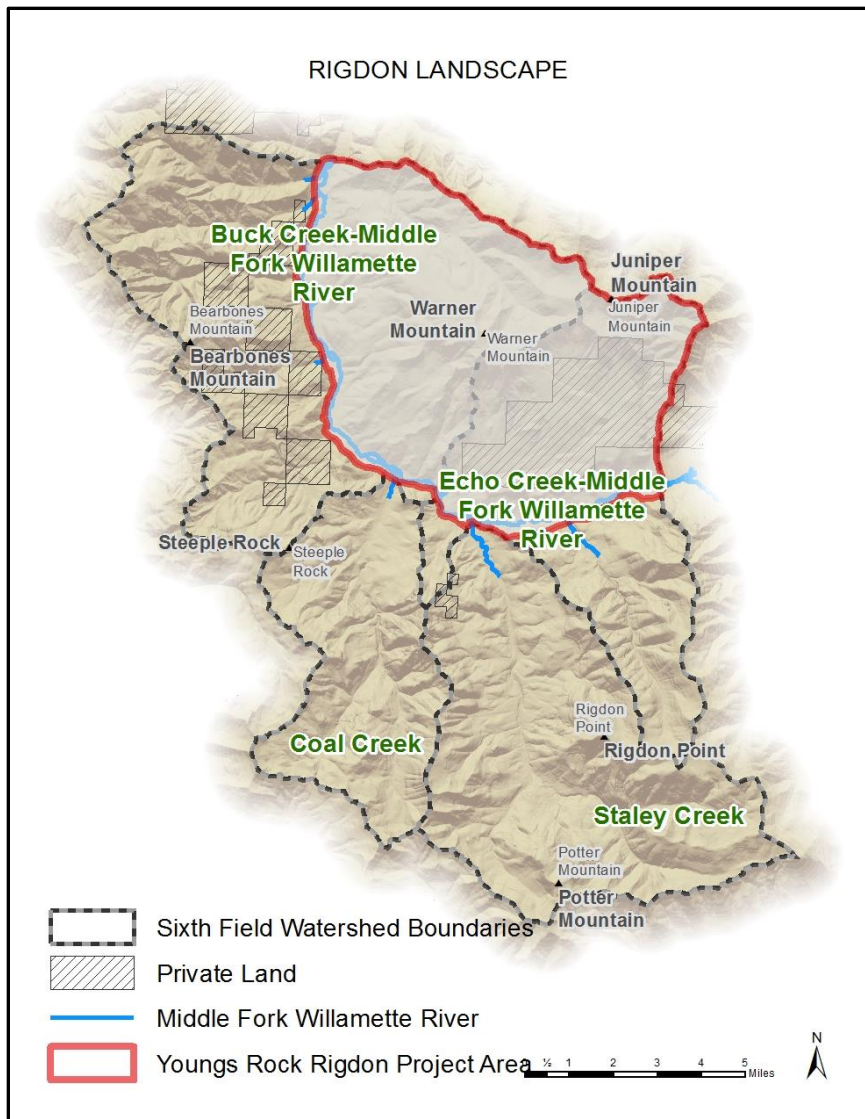 RIGDON LANDSCAPE
Buck Creek-Middle
Fork Willamette
River
Juniper
Mountain
Juniper
Mountain
Warner
Mountain
Warner
Mountain
Bearbones
Mountain
Bearbones
Mountain
Echo Creek-Middle
Fork Willamette
River
Steeple Rock
Steeple
Rock
Rigdon
Point
Rigdon Point
Coal Creek
Staley Creek
Potter
Mountain
Potter
Mountain
Sixth Field Watershed Boundaries
Private Land
Middle Fork Willamette River
Youngs Rock Rigdon Project Area
N
½ 1 2 3 4 5
Miles